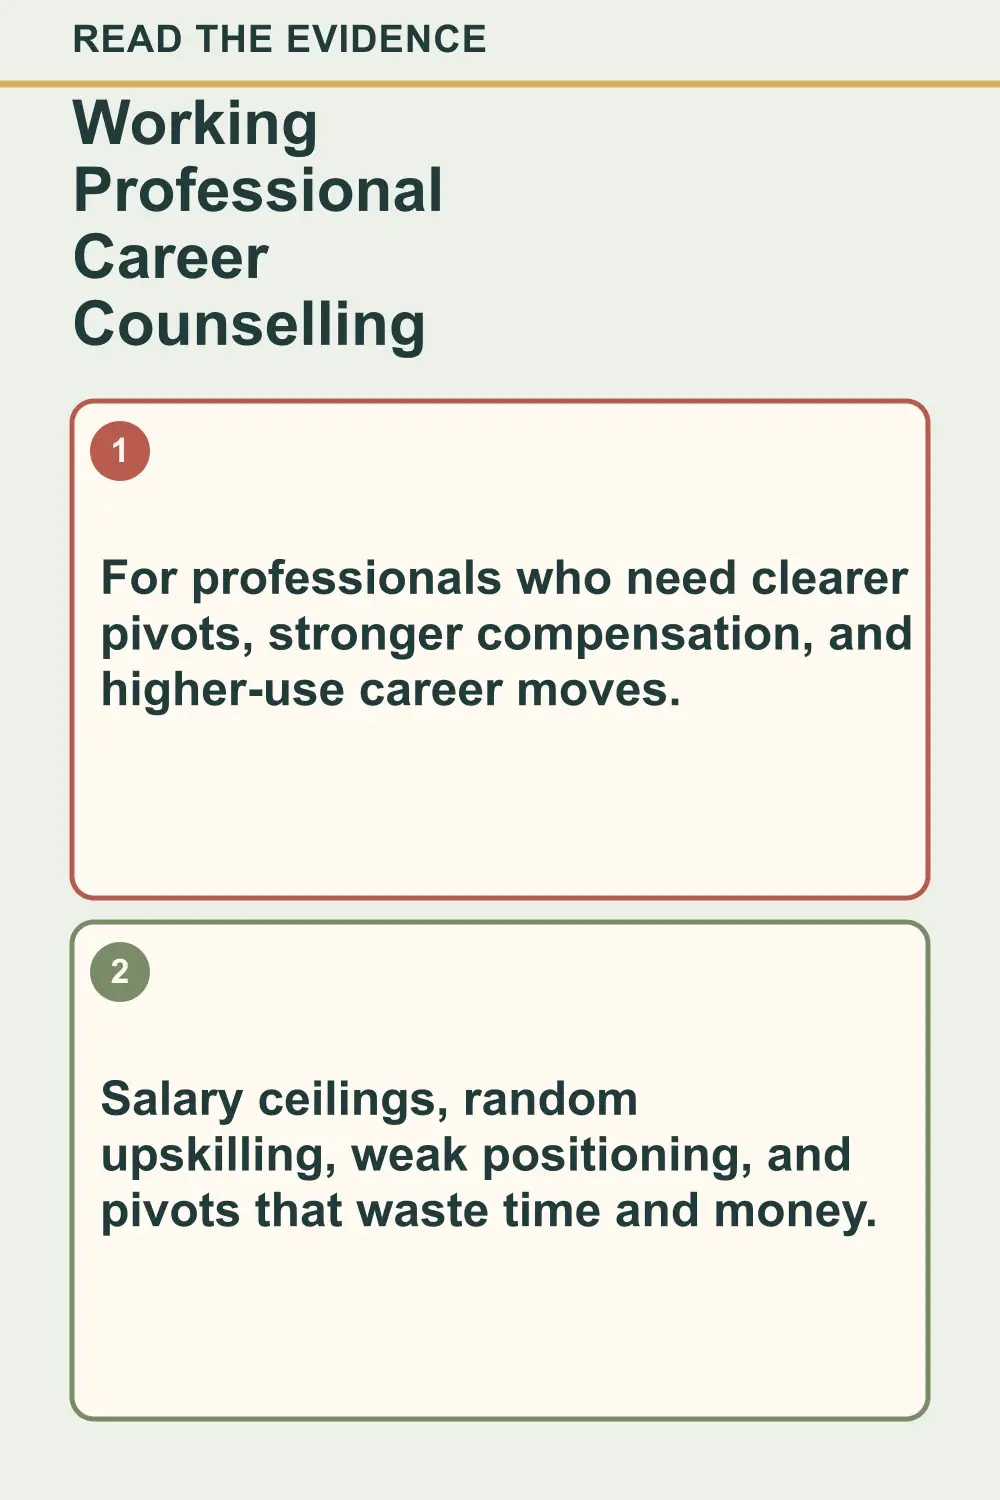 READ THE EVIDENCE
Working
Professional
Career
Counselling
1
For professionals who need clearer
pivots, stronger compensation, and
higher-use career moves.
2
Salary ceilings, random
upskilling, weak positioning, and
pivots that waste time and money.